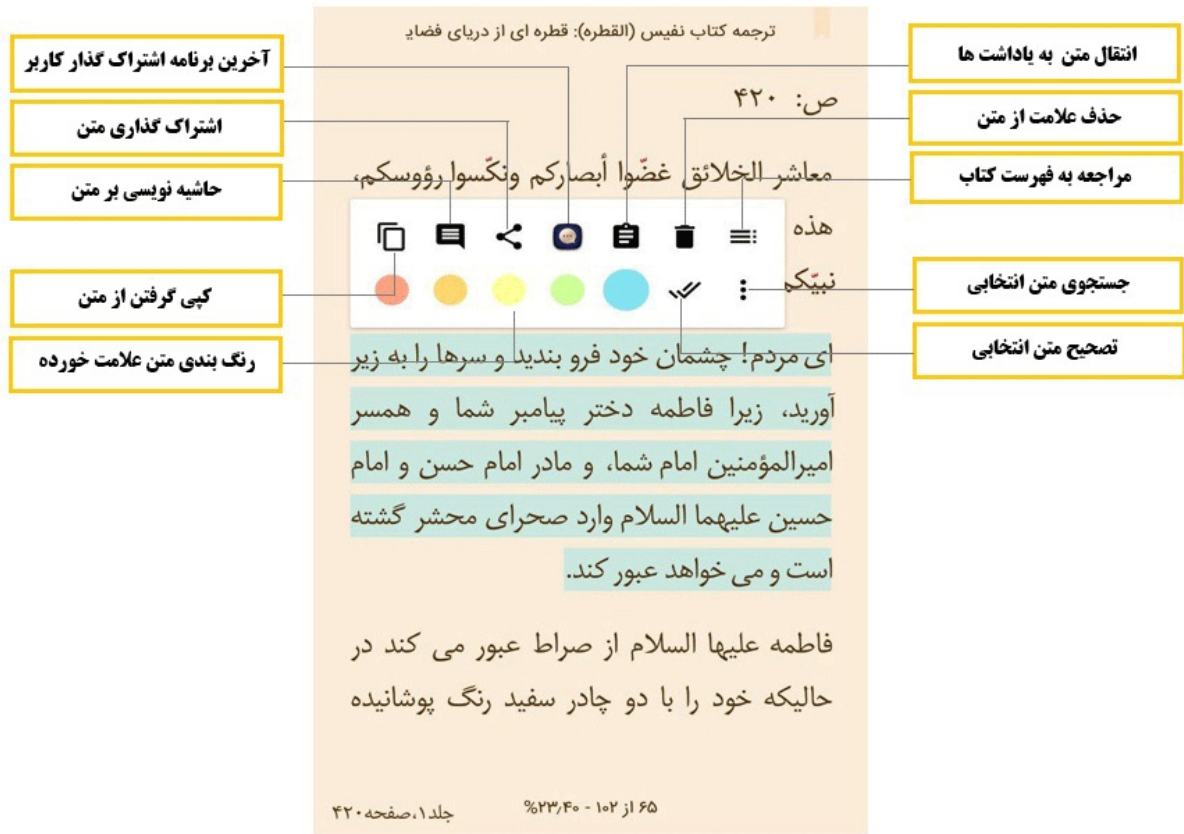 ترجمه کتاب نفیس (القطره): قطره ای از دریای فضای
ص: ۴۲۰
معاشر الخلائق غضّوا أبصارکم ونکّسوا رؤوسکم،
هذه
نبیّکم
ای مردم! چشمان خود فرو بندید و سرها را به زیر
آورید، زیرا فاطمه دختر پیامبر شما و همسر
امیرالمؤمنین امام شما، و مادر امام حسن و امام
حسین علیهما السلام وارد صحرای محشر گشته
است و می خواهد عبور کند.
فاطمه علیها السلام از صراط عبور می کند در
حالیکه خود را با دو چادر سفید رنگ پوشانیده
۶۵ از ۱۰۲ - ۲۳٫۴۰%
جلد۱،صفحه۴۲۰
انتقال متن به یاداشت ها
حذف علامت از متن
مراجعه به فهرست کتاب
جستجوی متن انتخابی
تصحیح متن انتخابی
آخرین برنامه اشتراک گذار کاربر
اشتراک گذاری متن
حاشیه نویسی بر متن
کپی گرفتن از متن
رنگ بندی متن علامت خورده